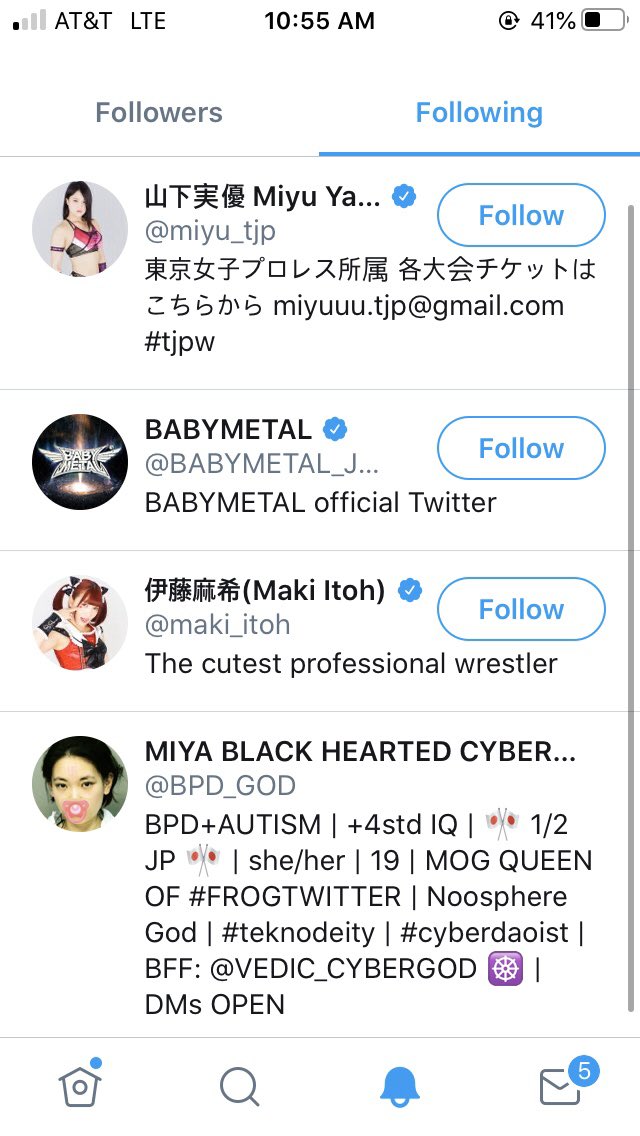 AT&T LTE 10:55 AM 41%
Followers Following
山下実優 Miyu Ya... Follow
@miyu_tjp
東京女子プロレス所属 各大会チケットは
こちらから miyuuu.tjp@gmail.com
#tjpw
BABYMETAL Follow
@BABYMETAL_J...
BABYMETAL official Twitter
BABY METAL
伊藤麻希(Maki Itoh) Follow
@maki_itoh
The cutest professional wrestler
MIYA BLACK HEARTED CYBER...
@BPD_GOD
BPD+AUTISM | +4std IQ | 🎌 1/2
JP 🎌 | she/her | 19 | MOG QUEEN
OF #FROGTWITTER | Noosphere
God | #teknodeity | #cyberdaoist |
BFF: @VEDIC_CYBERGOD ☸️ |
DMs OPEN
5